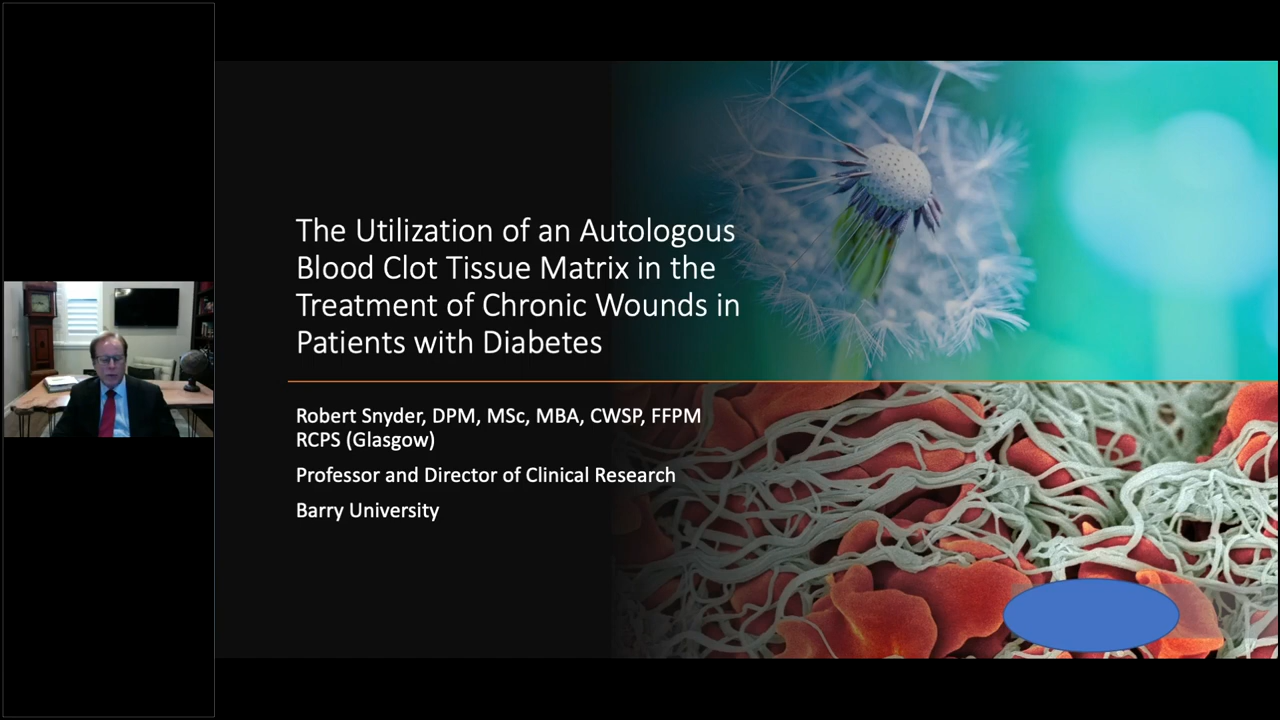 The Utilization of an Autologous
Blood Clot Tissue Matrix in the
Treatment of Chronic Wounds in
Patients with Diabetes
Robert Snyder, DPM, MSc, MBA, CWSP, FFPM
RCPS (Glasgow)
Professor and Director of Clinical Research
Barry University